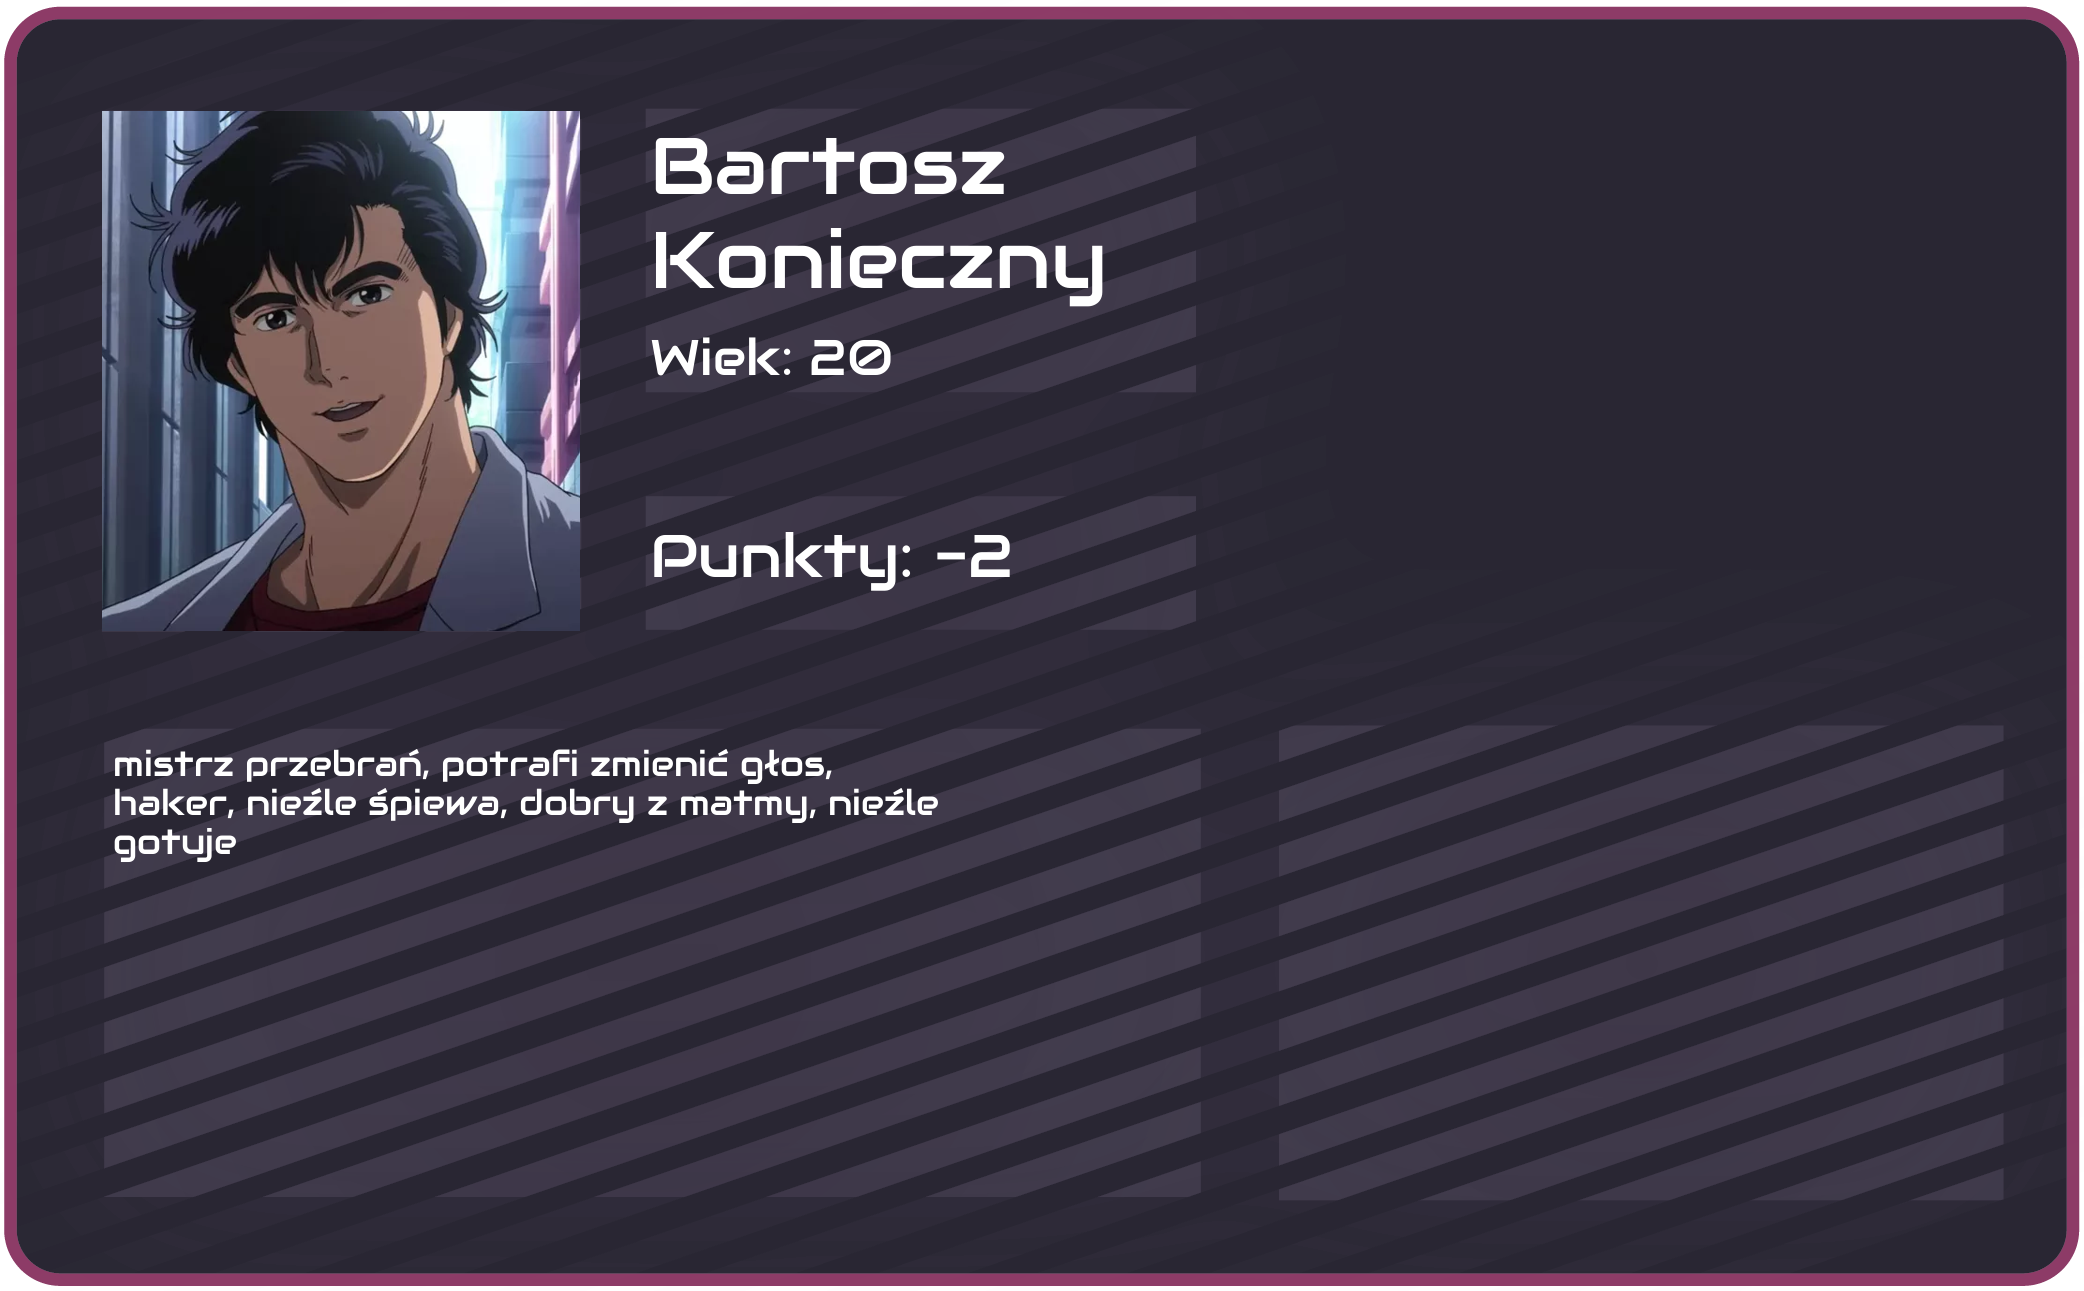 Bartosz
Konieczny
Wiek: 20
Punkty: -2
mistrz przebrań, potrafi zmienić głos,
haker, nieźle śpiewa, dobry z matmy, nieźle
gotuje